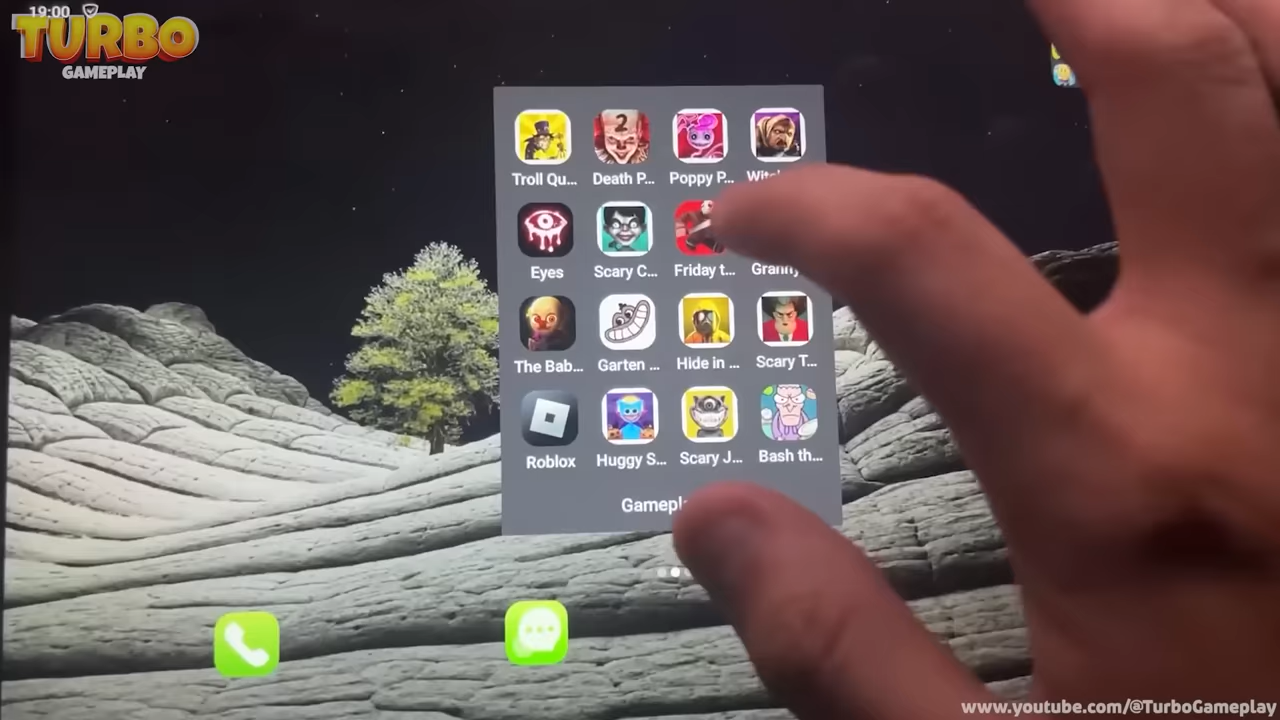 19:00
TURBO
GAMEPLAY
Troll Qu...
Death P...
Poppy P...
Eyes
Scary C...
Friday t...
Granny
The Bab...
Garten ...
Hide in ...
Scary T...
Roblox
Huggy S...
Scary J...
Bash th...
www.youtube.com/@TurboGameplay